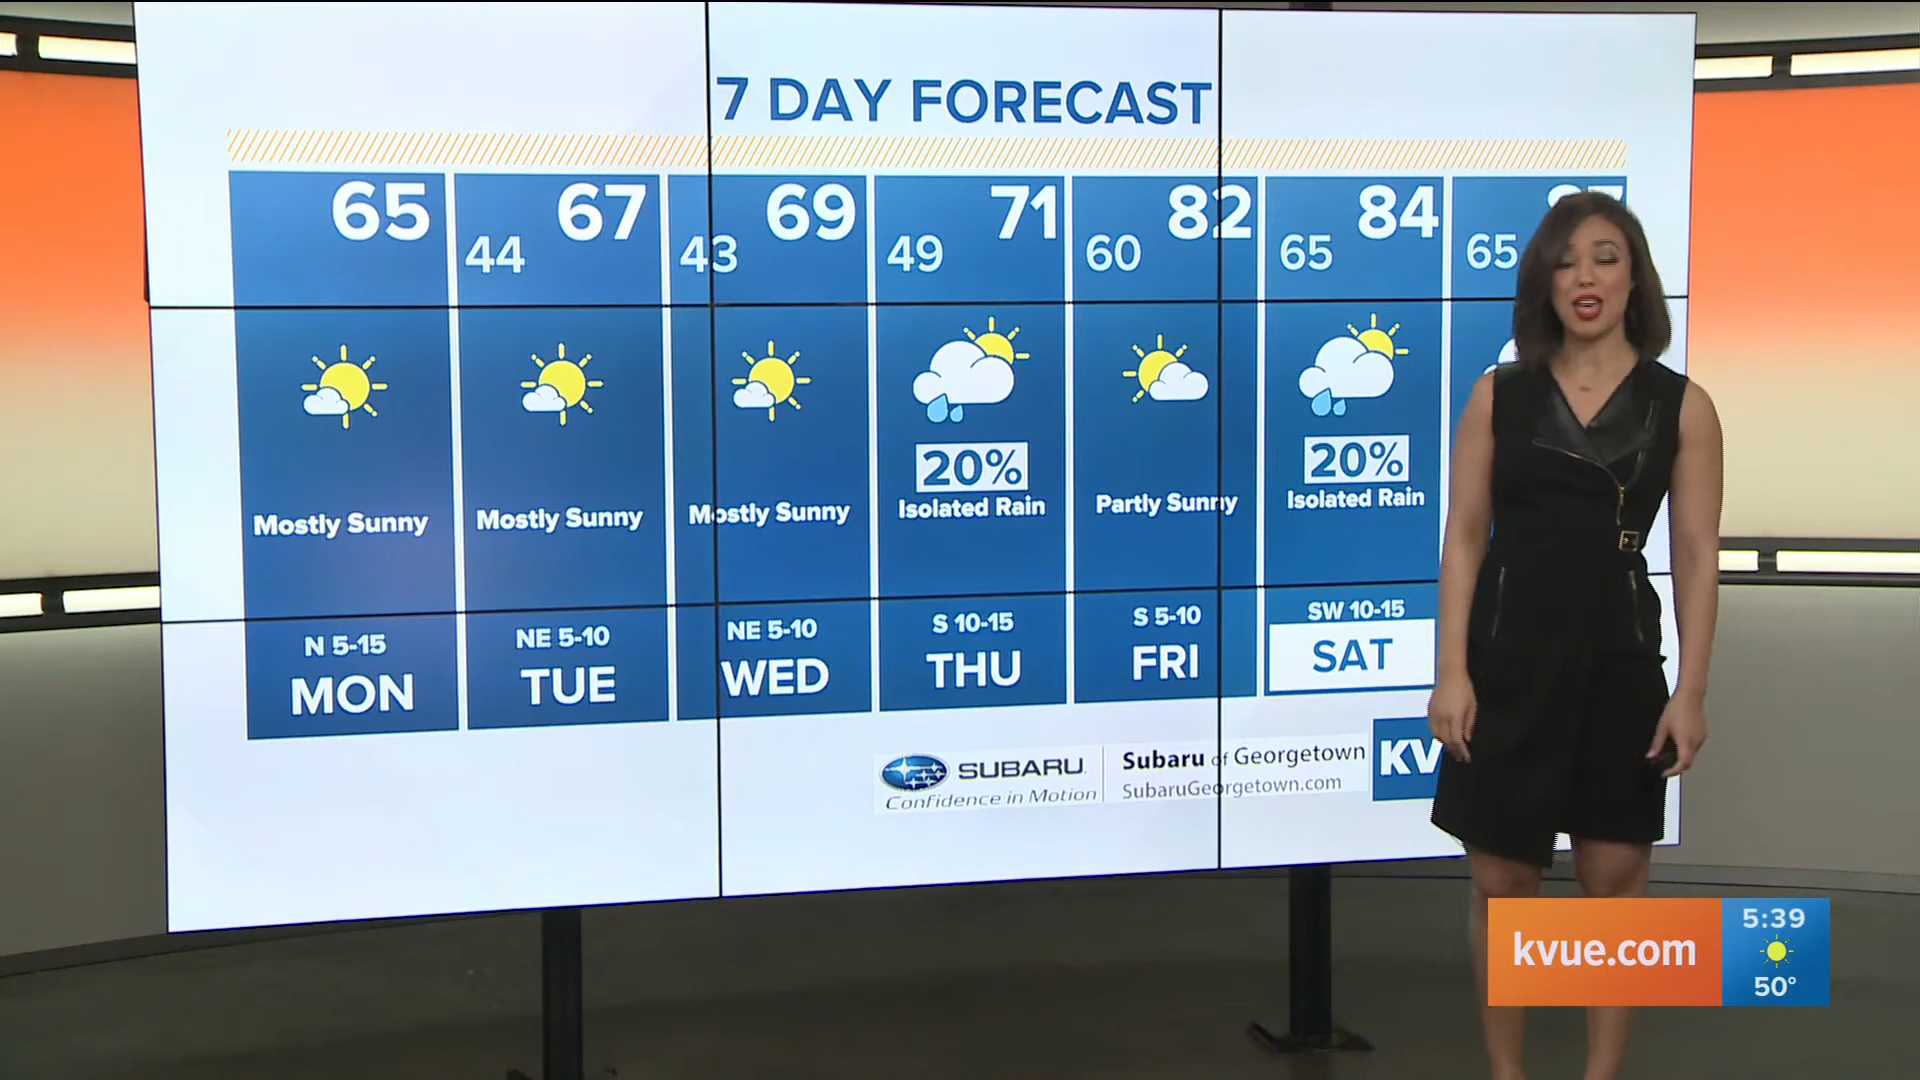 7 DAY FORECAST
65
44 67
43 69
49 71
60 82
65 84
65
Mostly Sunny
Mostly Sunny
Mostly Sunny
20%
Isolated Rain
Partly Sunny
20%
Isolated Rain
N 5-15
MON
NE 5-10
TUE
NE 5-10
WED
S 10-15
THU
S 5-10
FRI
SW 10-15
SAT
SUBARU
Confidence in Motion
Subaru of Georgetown
SubaruGeorgetown.com
KV
kvue.com
5:39
50°